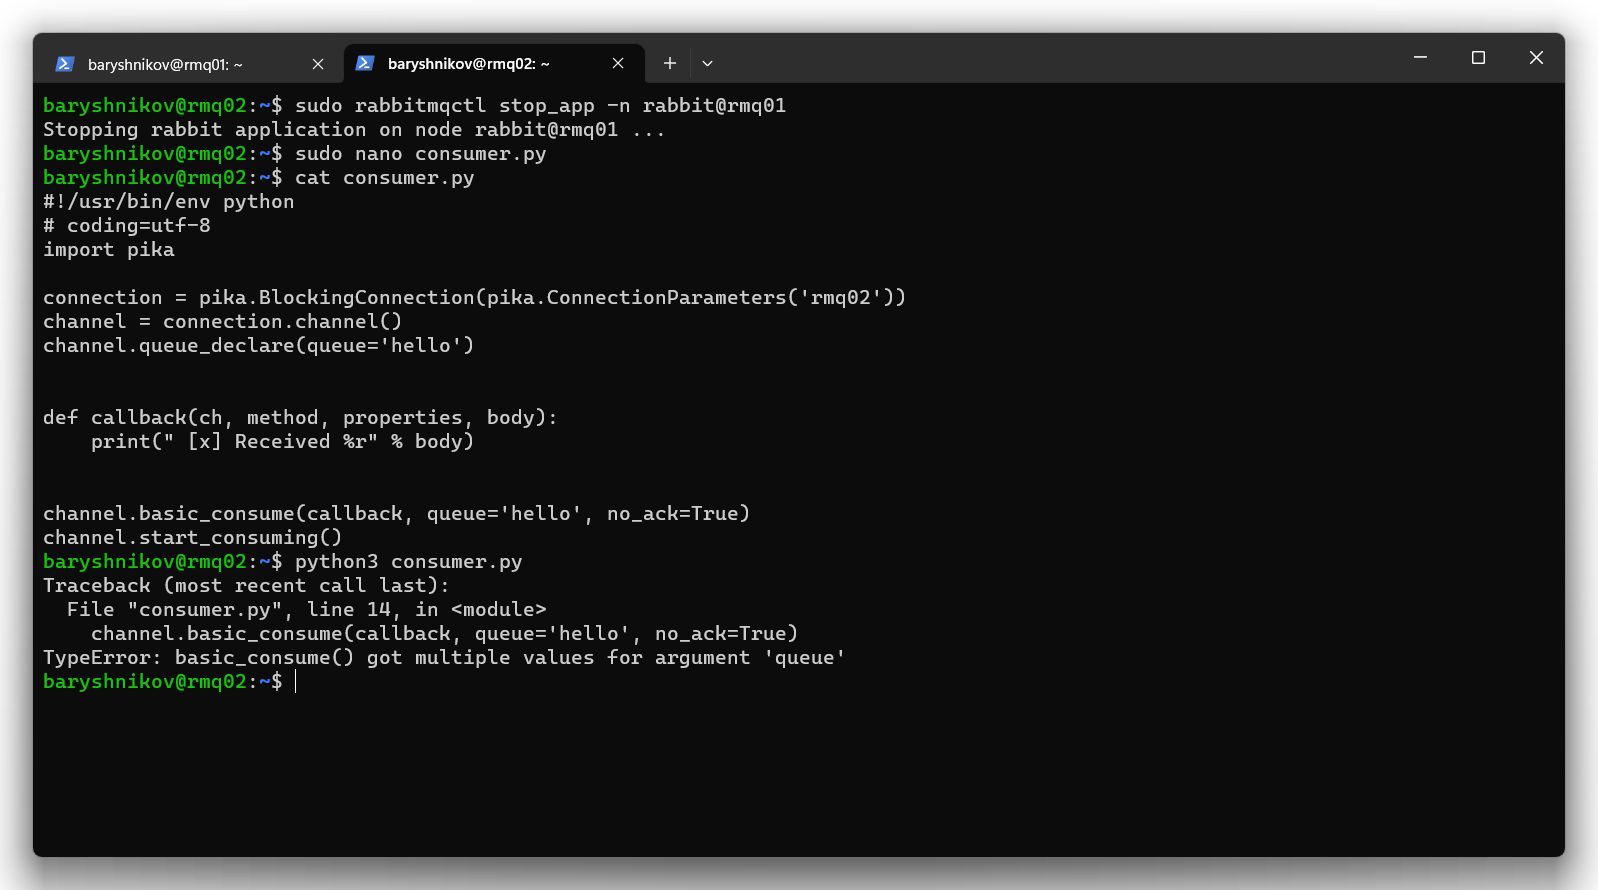 baryshnikov@rmq01: ~
baryshnikov@rmq02: ~
baryshnikov@rmq02:~$ sudo rabbitmqctl stop_app -n rabbit@rmq01
Stopping rabbit application on node rabbit@rmq01 ...
baryshnikov@rmq02:~$ sudo nano consumer.py
baryshnikov@rmq02:~$ cat consumer.py
#!/usr/bin/env python
# coding=utf-8
import pika
connection = pika.BlockingConnection(pika.ConnectionParameters('rmq02'))
channel = connection.channel()
channel.queue_declare(queue='hello')
def callback(ch, method, properties, body):
    print(" [x] Received %r" % body)
channel.basic_consume(callback, queue='hello', no_ack=True)
channel.start_consuming()
baryshnikov@rmq02:~$ python3 consumer.py
Traceback (most recent call last):
  File "consumer.py", line 14, in <module>
    channel.basic_consume(callback, queue='hello', no_ack=True)
TypeError: basic_consume() got multiple values for argument 'queue'
baryshnikov@rmq02:~$